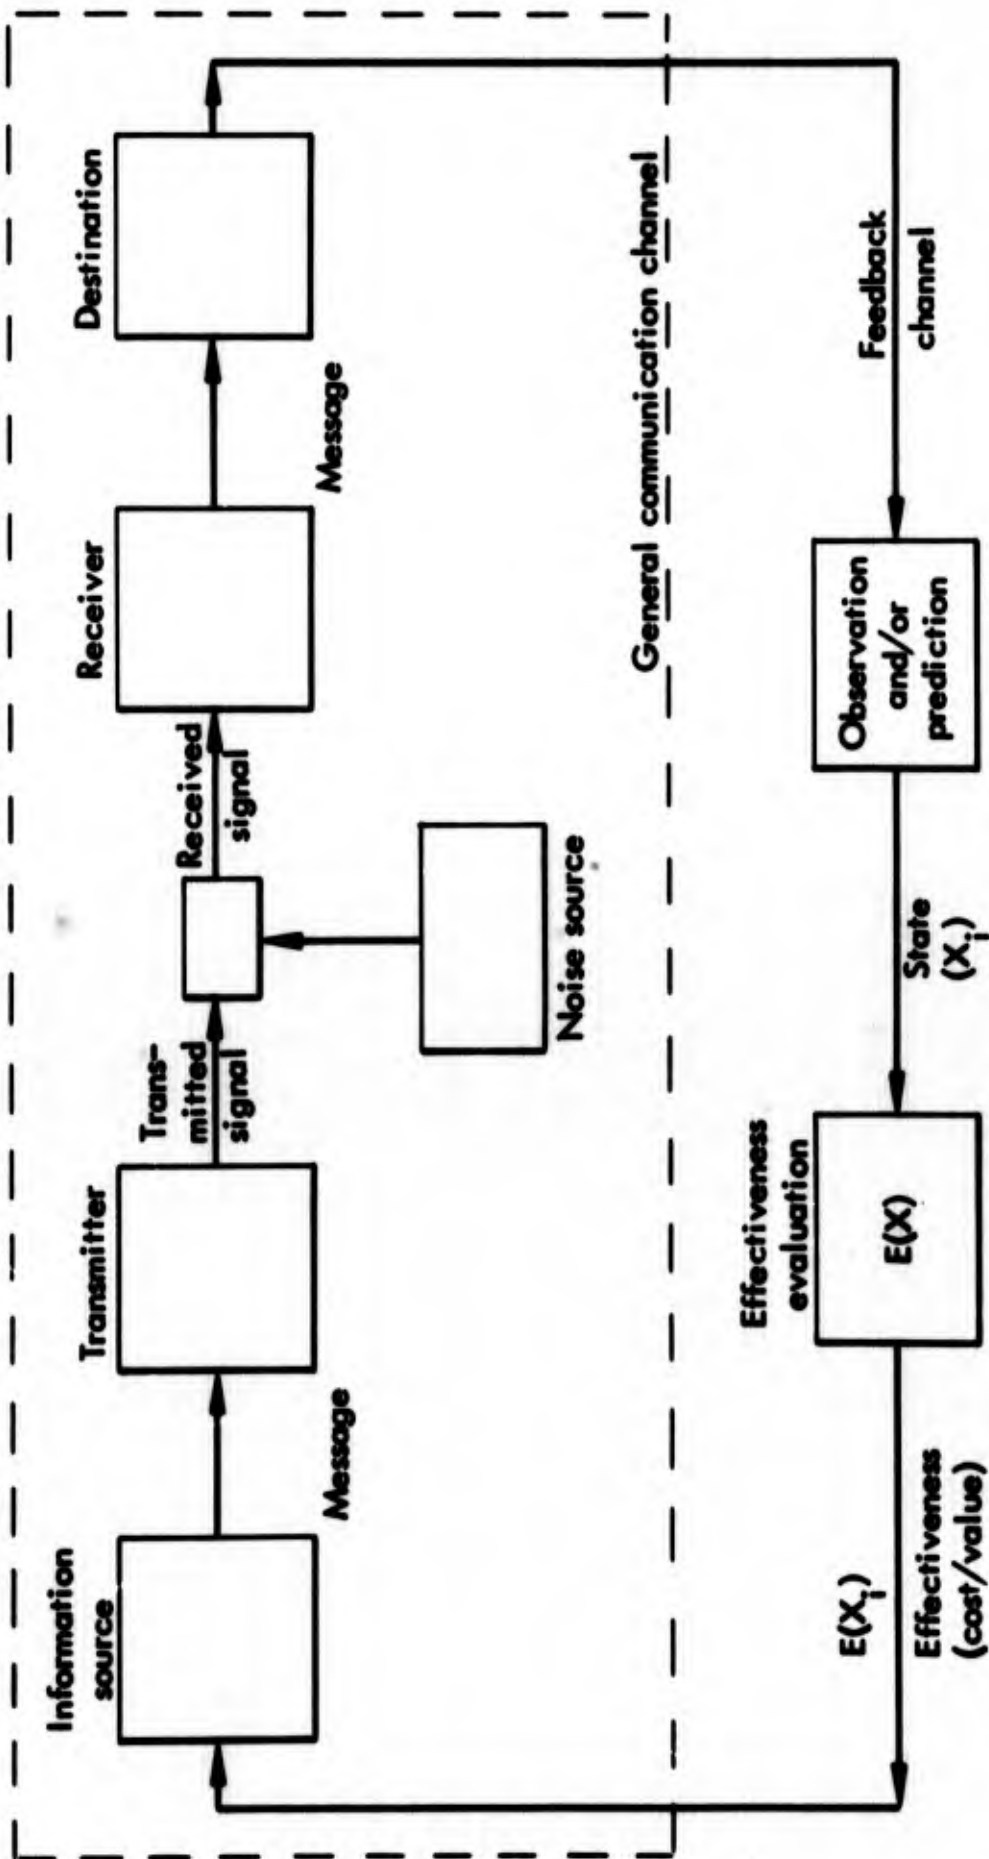 Information
source
Message
Transmitter
Trans-
mitted
signal
Noise source
Received
signal
Receiver
Message
Destination
General communication channel
Feedback
channel
Observation
and/or
prediction
State
(X_i)
Effectiveness
evaluation
E(X)
E(X_i)
Effectiveness
(cost/value)